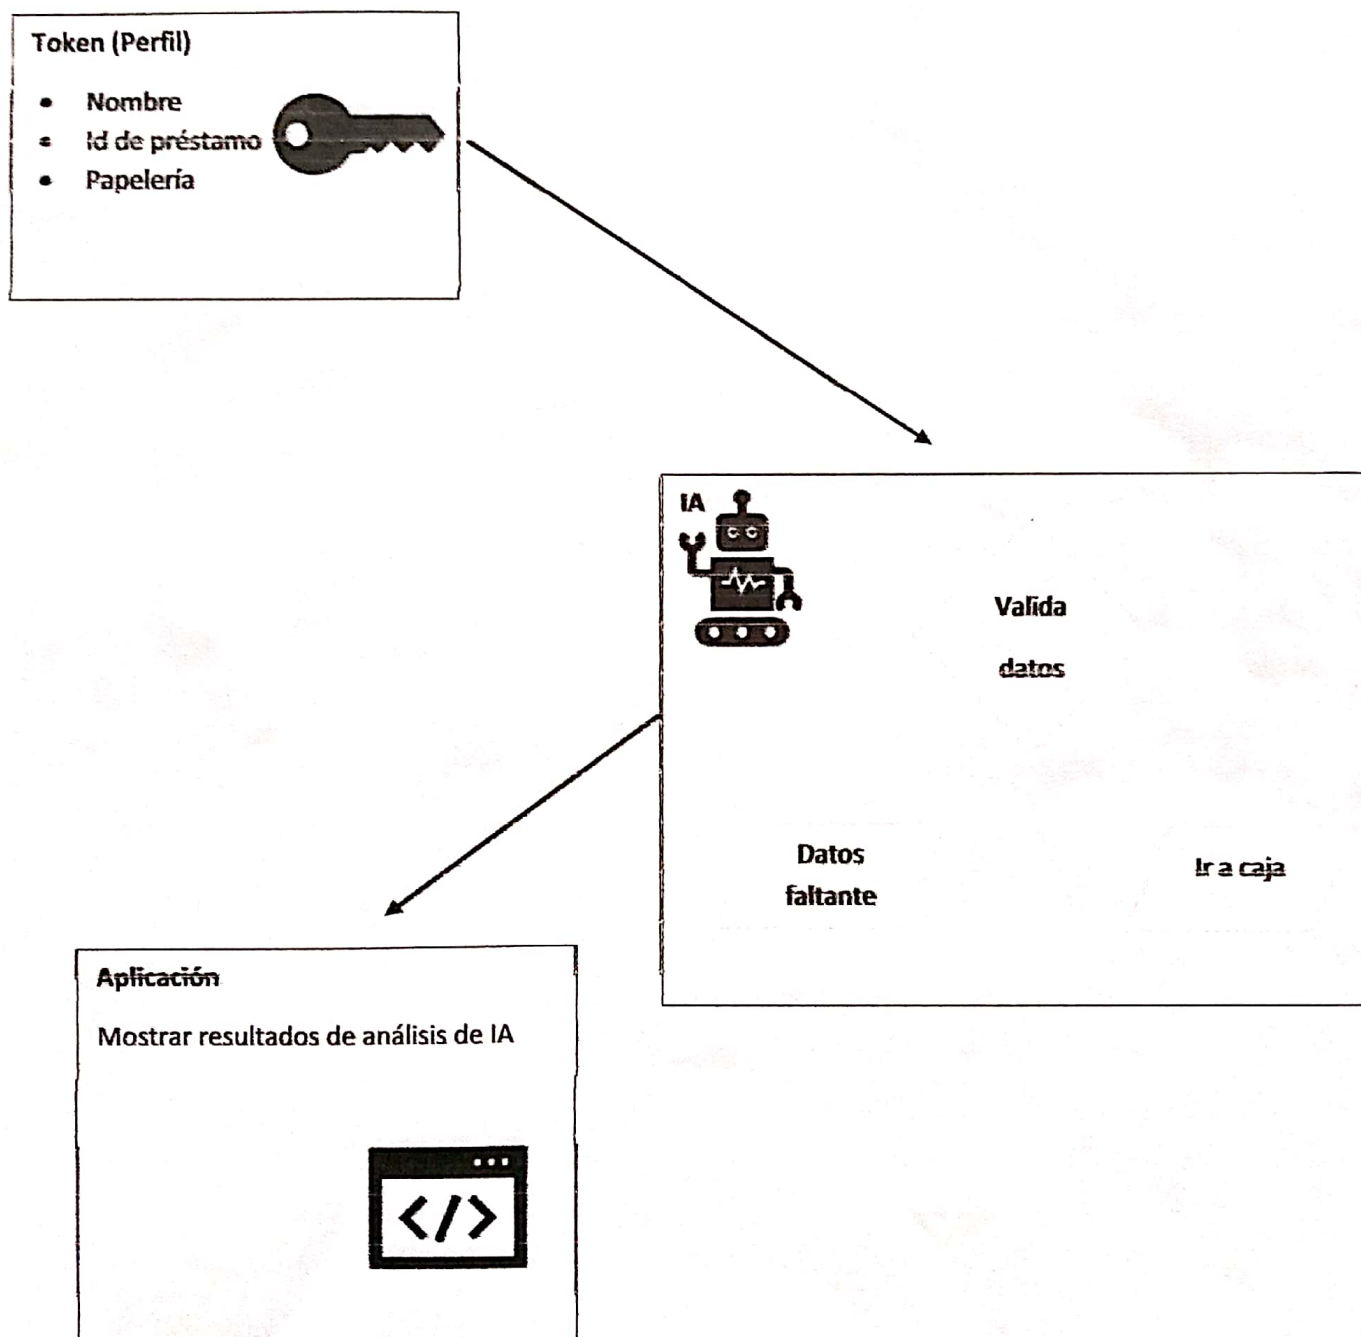 Token (Perfil)
• Nombre
• Id de préstamo
• Papelería
IA
Valida
datos
Datos
faltante
Ir a caja
Aplicación
Mostrar resultados de análisis de IA
</>